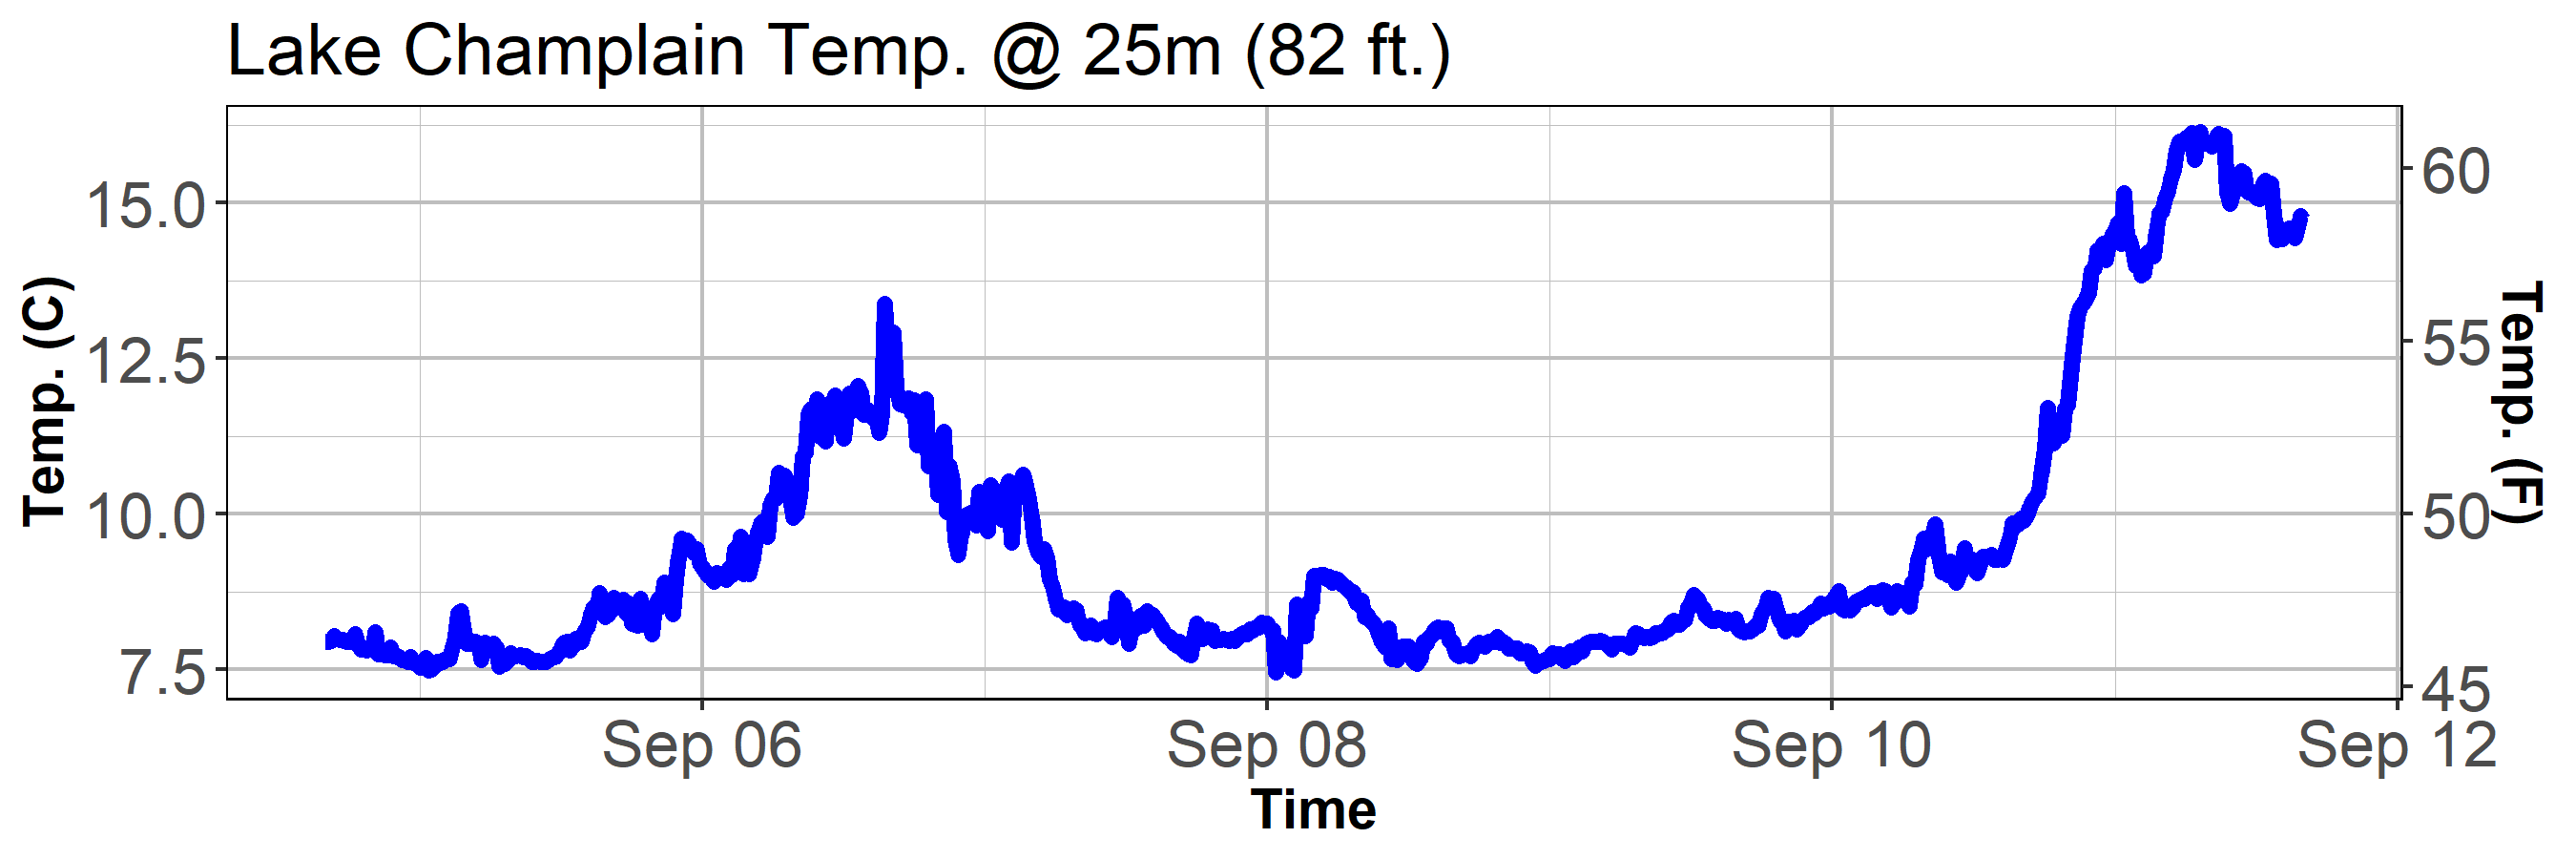 Lake Champlain Temp. @ 25m (82 ft.)
Temp. (C)
15.0
12.5
10.0
7.5
60
55
50
45
Temp. (F)
Sep 06 Sep 08 Sep 10 Sep 12
Time